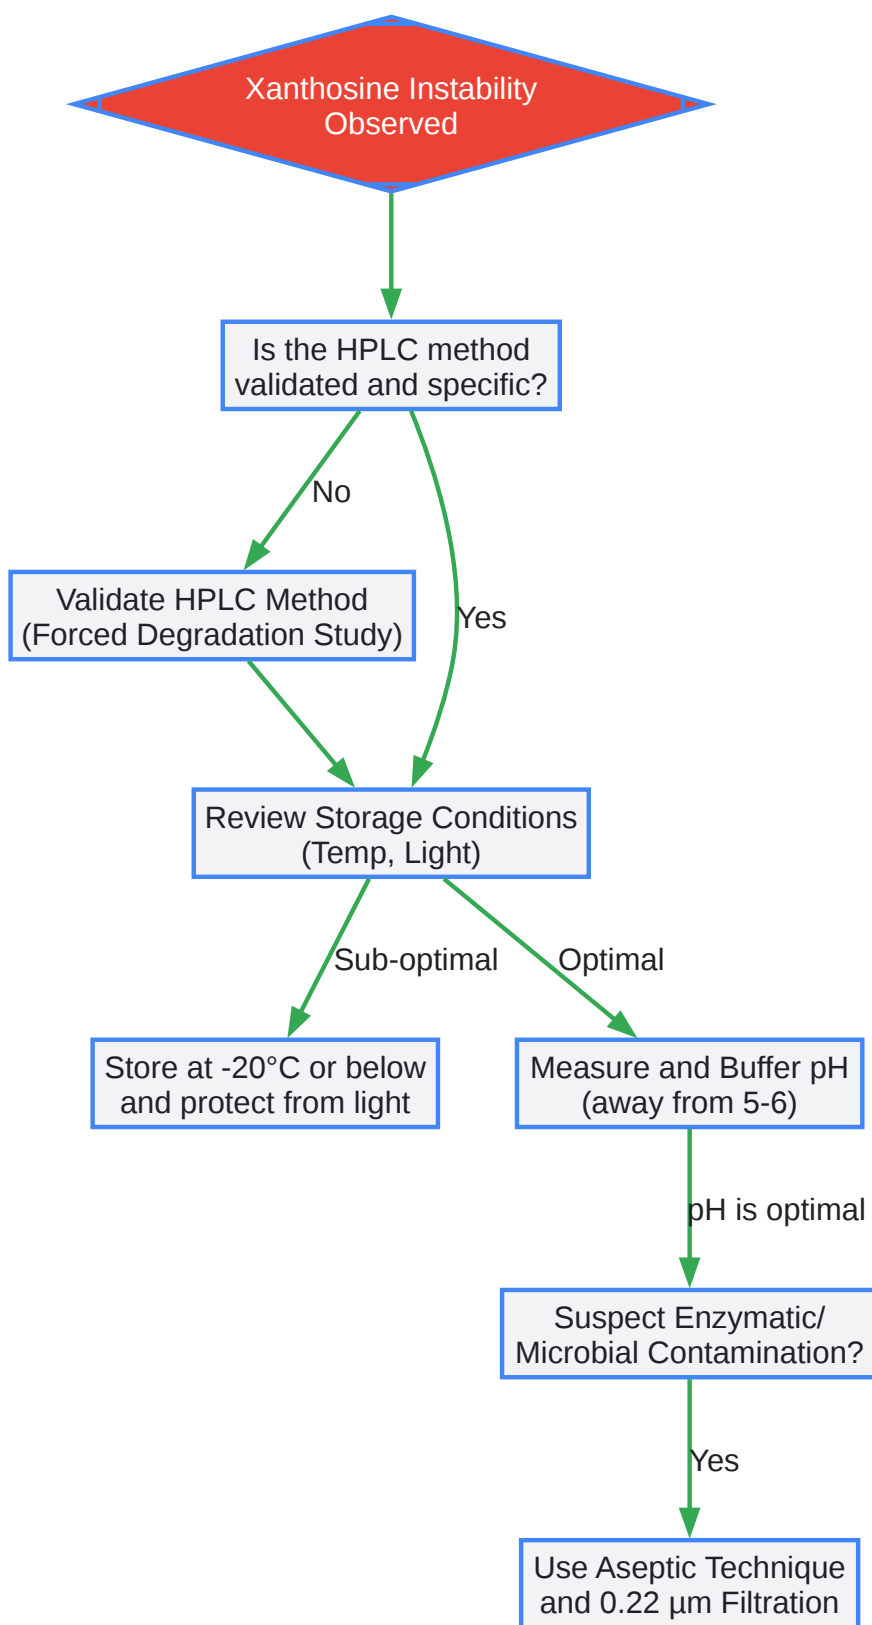 Xanthosine Instability
Observed
Is the HPLC method
validated and specific?
No
Validate HPLC Method
(Forced Degradation Study)
Yes
Review Storage Conditions
(Temp, Light)
Sub-optimal
Optimal
Store at -20°C or below
and protect from light
Measure and Buffer pH
(away from 5-6)
pH is optimal
Suspect Enzymatic/
Microbial Contamination?
Yes
Use Aseptic Technique
and 0.22 µm Filtration